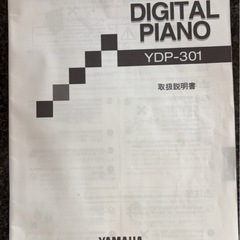 DIGITAL
PIANO
YDP-301
取扱説明書
YAMAHA